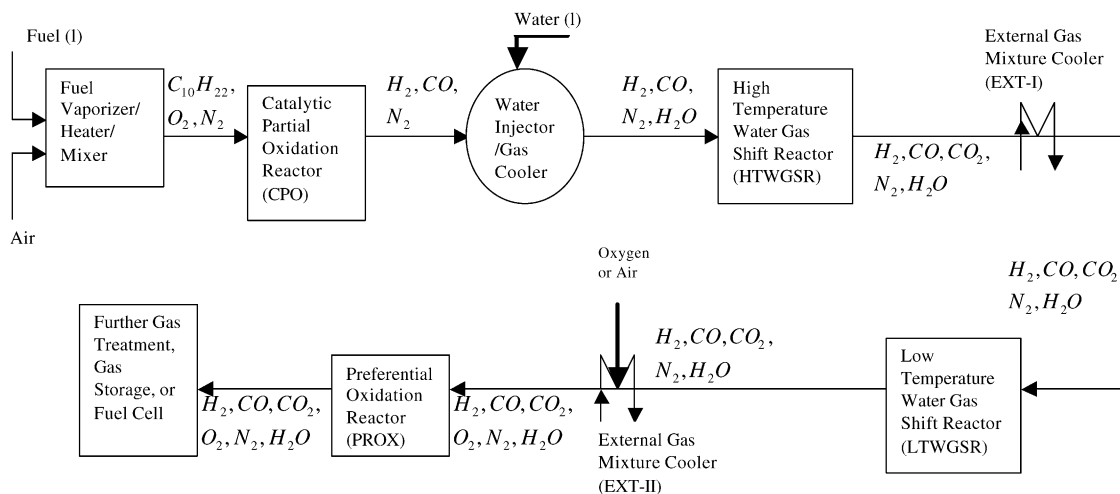 Fuel (l)
Air
Fuel
Vaporizer/
Heater/
Mixer
C₁₀H₂₂,
O₂,N₂
Catalytic
Partial
Oxidation
Reactor
(CPO)
H₂,CO,
N₂
Water (l)
Water
Injector
/Gas
Cooler
H₂,CO,
N₂,H₂O
High
Temperature
Water Gas
Shift Reactor
(HTWGSR)
H₂,CO,CO₂,
N₂,H₂O
External Gas
Mixture Cooler
(EXT-I)
H₂,CO,CO₂
N₂,H₂O
Low
Temperature
Water Gas
Shift Reactor
(LTWGSR)
H₂,CO,CO₂,
N₂,H₂O
Oxygen
or Air
External Gas
Mixture Cooler
(EXT-II)
H₂,CO,CO₂,
O₂,N₂,H₂O
Preferential
Oxidation
Reactor
(PROX)
H₂,CO,CO₂,
O₂,N₂,H₂O
Further Gas
Treatment,
Gas
Storage, or
Fuel Cell